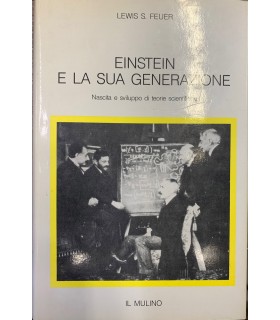 LEWIS S. FEUER
EINSTEIN
E LA SUA GENERAZIONE
Nascita e sviluppo di teorie
IL MULINO